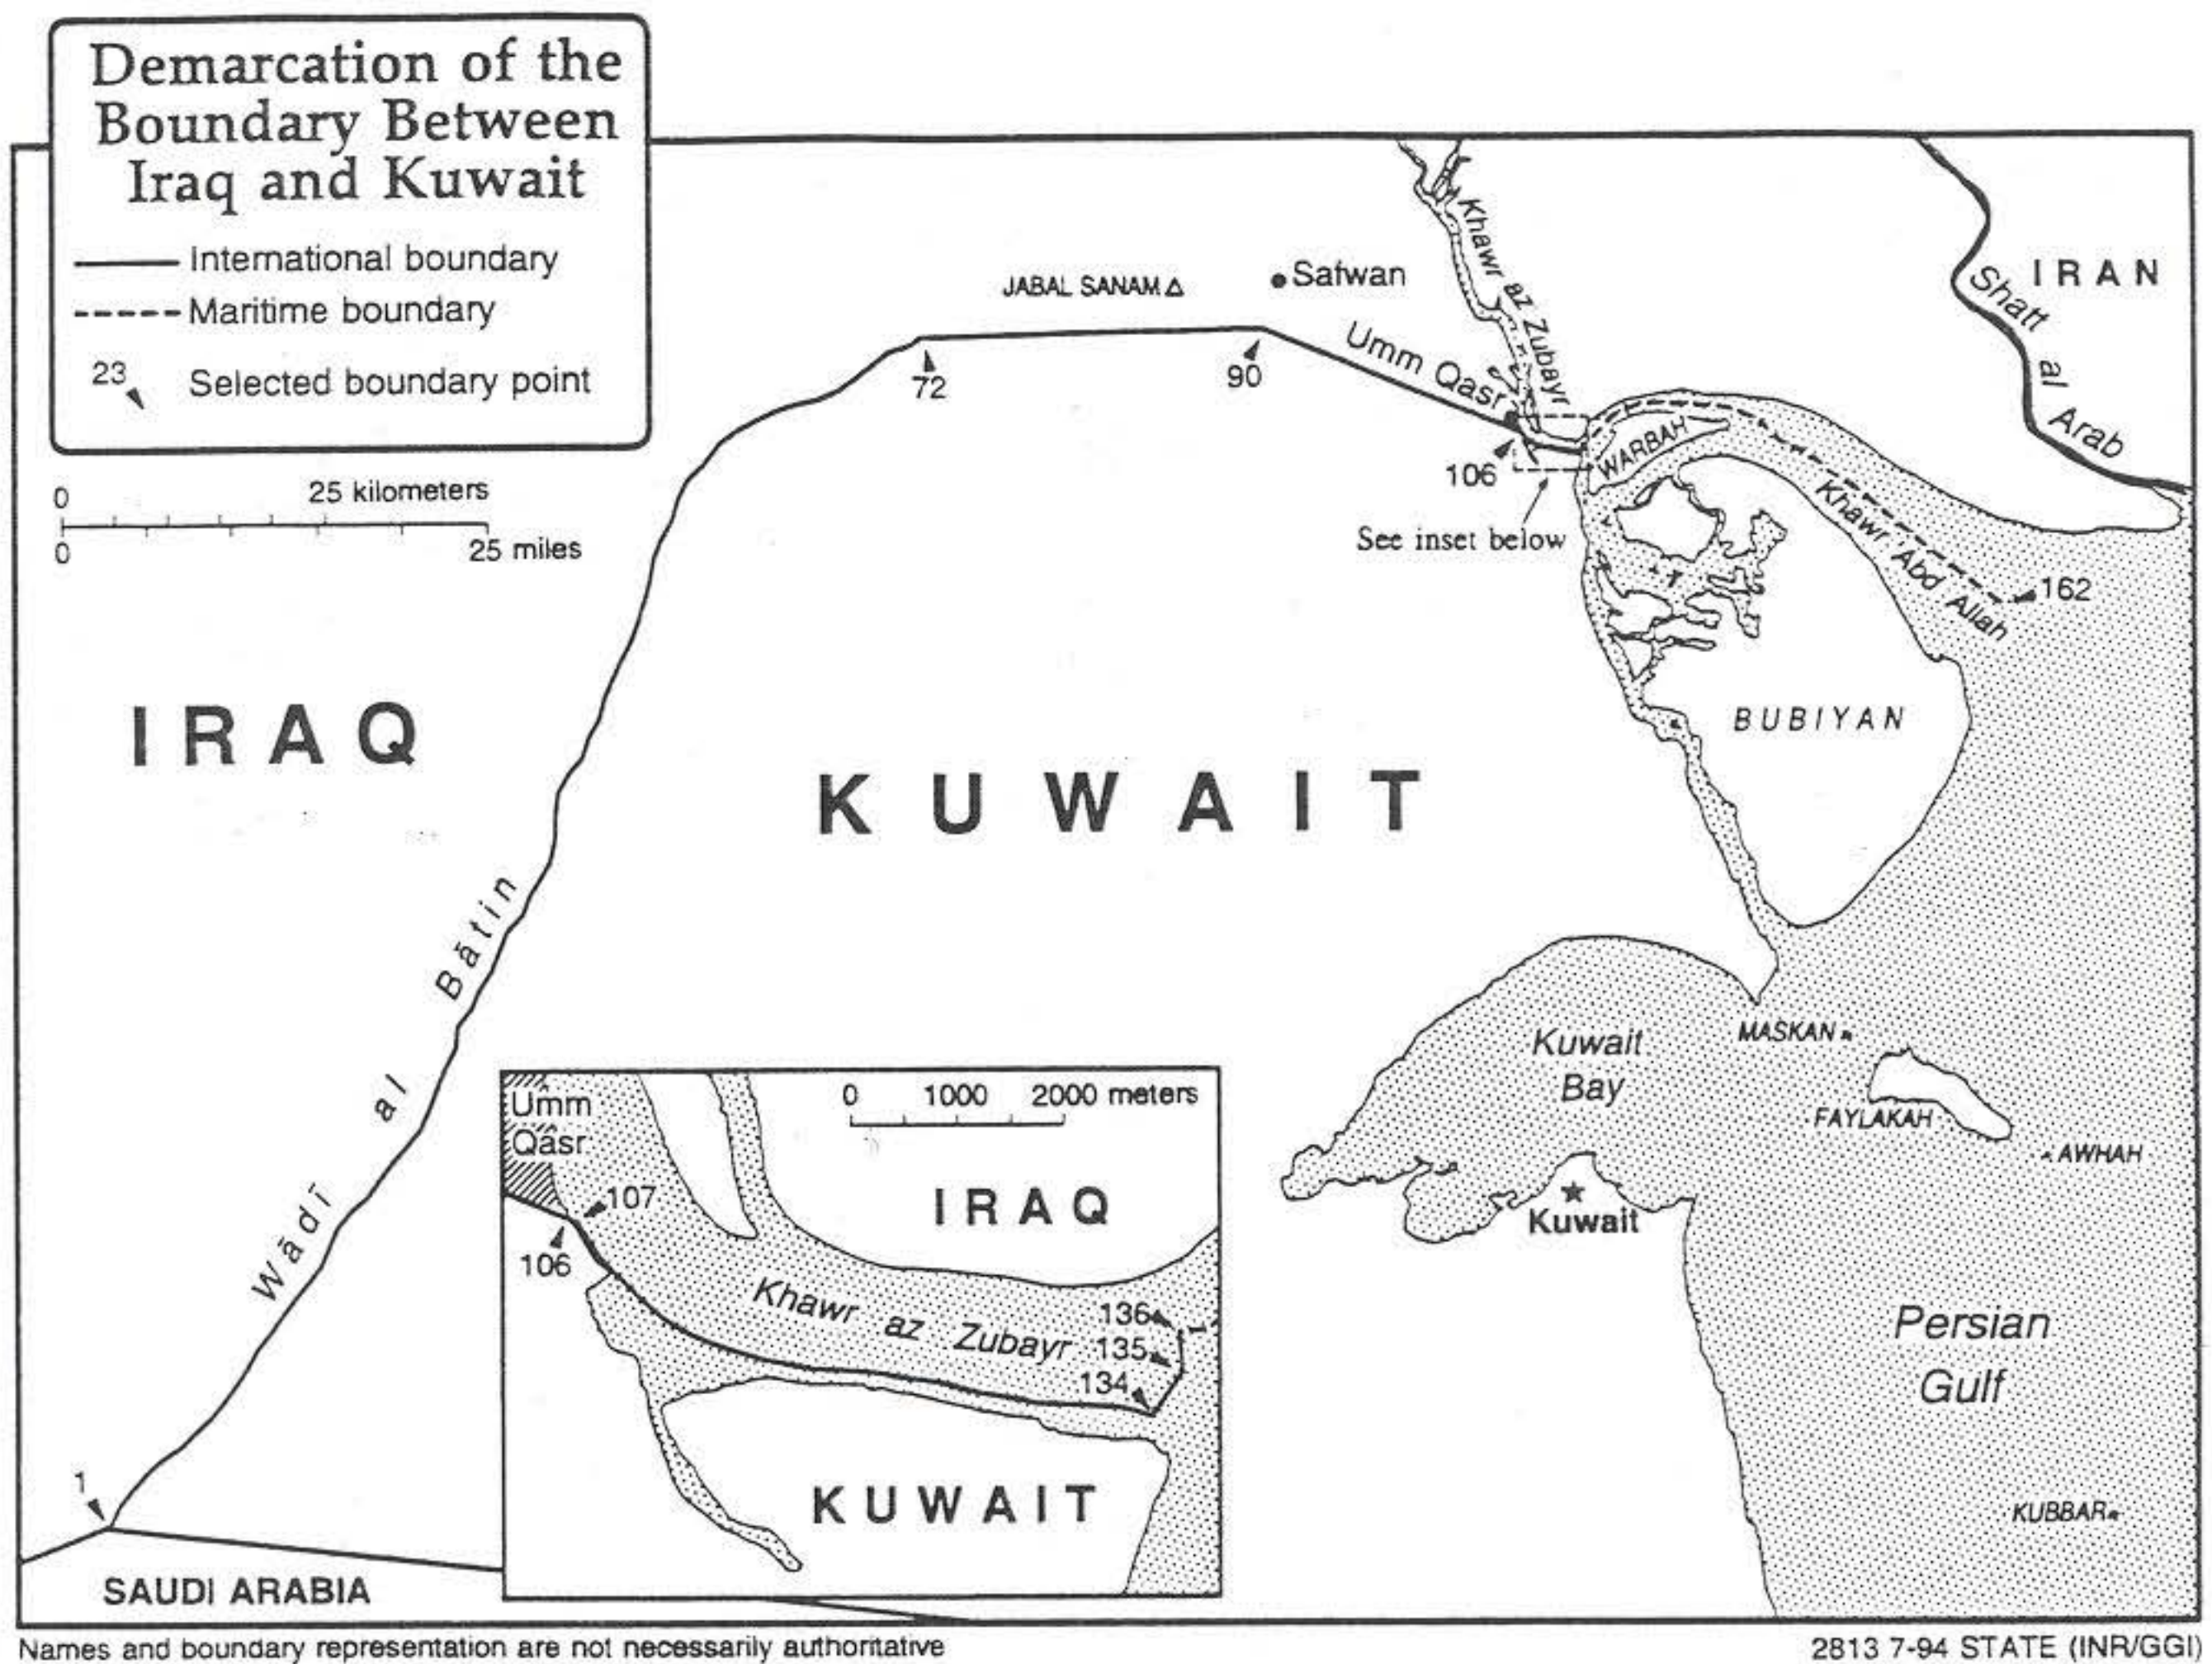 Demarcation of the
Boundary Between
Iraq and Kuwait
International boundary
Maritime boundary
23
Selected boundary point
0
25 kilometers
0
25 miles
JABAL SANAM
Safwan
Khawr az Zubayr
Umm Qasr
IRAN
Shatt al Arab
72
90
106
WARBAH
See inset below
Khawr Abd Allah
162
IRAQ
KUWAIT
BUBIYAN
Wādī al Bātin
Kuwait
Bay
MASKAN
FAYLAKAH
AWHAH
Kuwait
Persian
Gulf
KUBBAR
1
SAUDI ARABIA
Umm
Qasr
0 1000 2000 meters
IRAQ
107
106
Khawr az Zubayr
136
135
134
KUWAIT
Names and boundary representation are not necessarily authoritative
2813 7-94 STATE (INR/GGI)